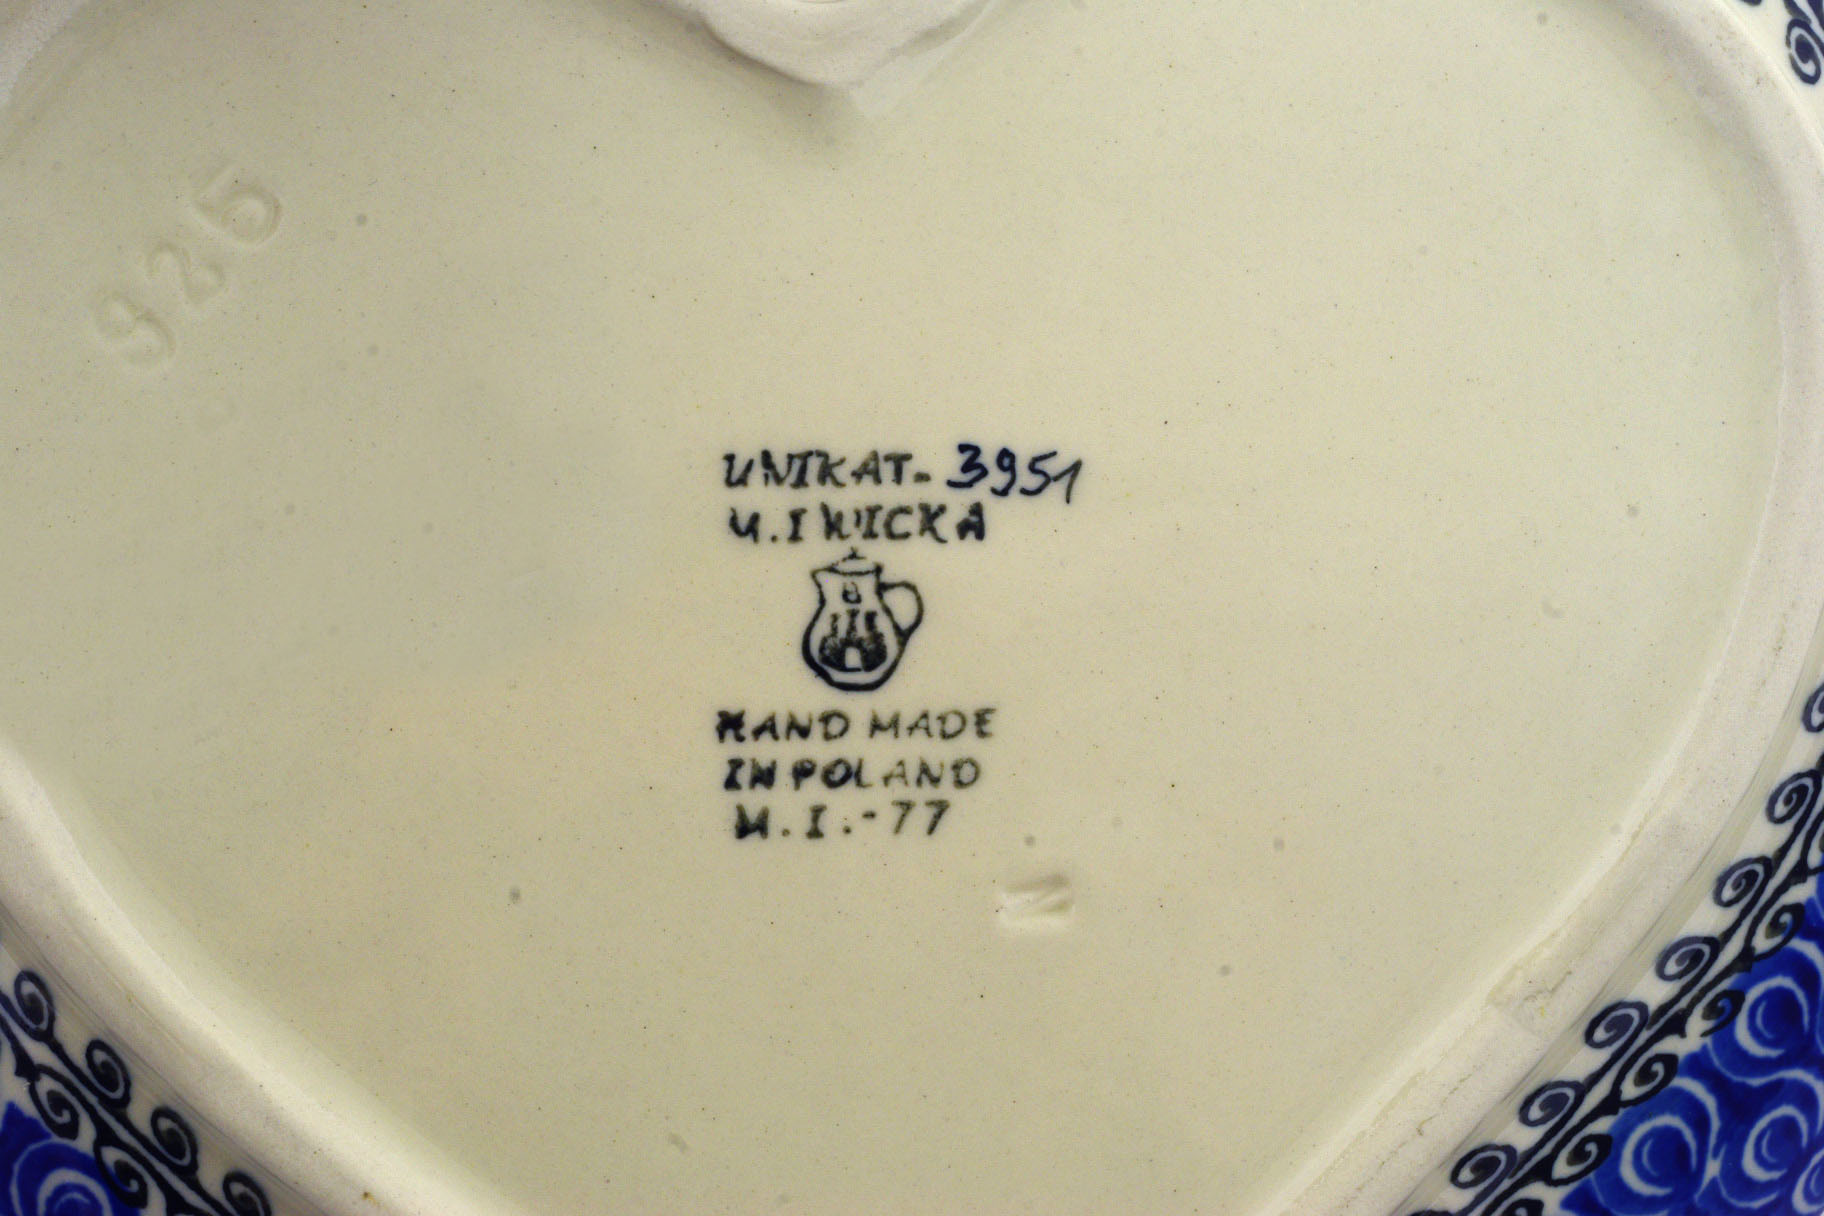 925
UNIKAT- 3951
U.IWICKA
B
HAND MADE
IN POLAND
M.I.-77